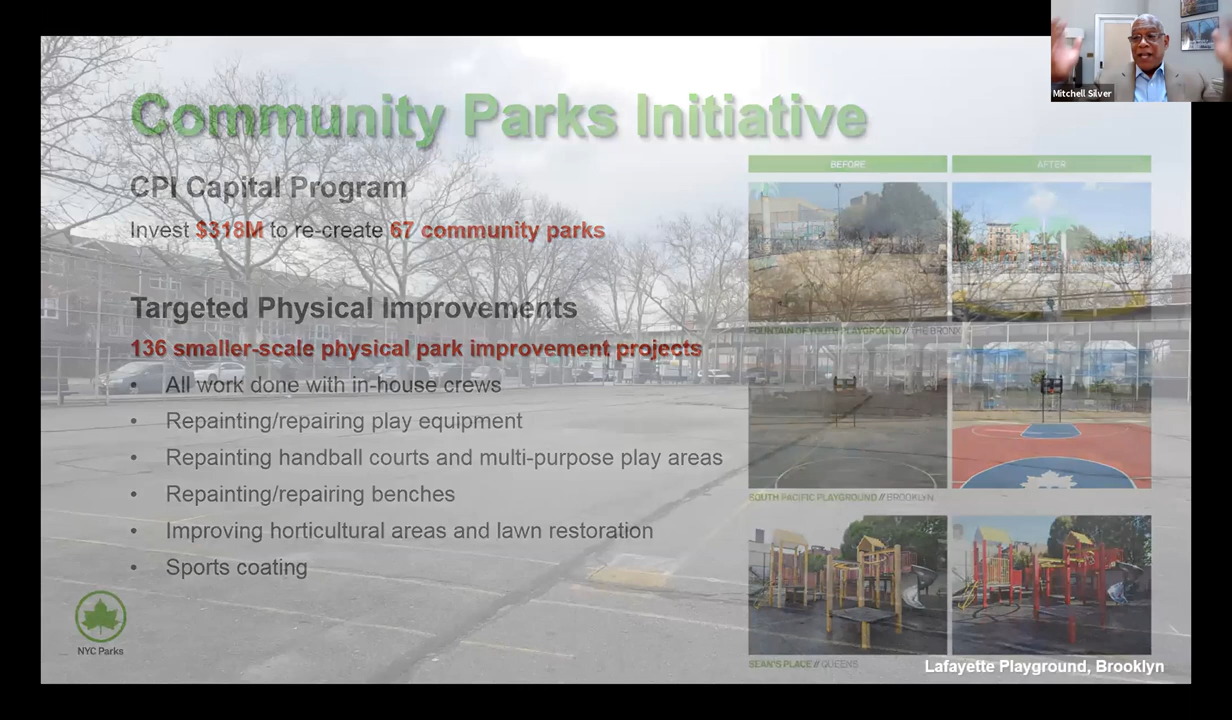 Mitchell Silver
Community Parks Initiative
CPI Capital Program
Invest $318M to re-create 67 community parks
Targeted Physical Improvements
136 smaller-scale physical park improvement projects
• All work done with in-house crews
• Repainting/repairing play equipment
• Repainting handball courts and multi-purpose play areas
• Repainting/repairing benches
• Improving horticultural areas and lawn restoration
• Sports coating
NYC Parks
BEFORE
AFTER
FOUNTAIN OF YOUTH PLAYGROUND // THE BRONX
SOUTH PACIFIC PLAYGROUND // BROOKLYN
SEAN'S PLACE // QUEENS
Lafayette Playground, Brooklyn